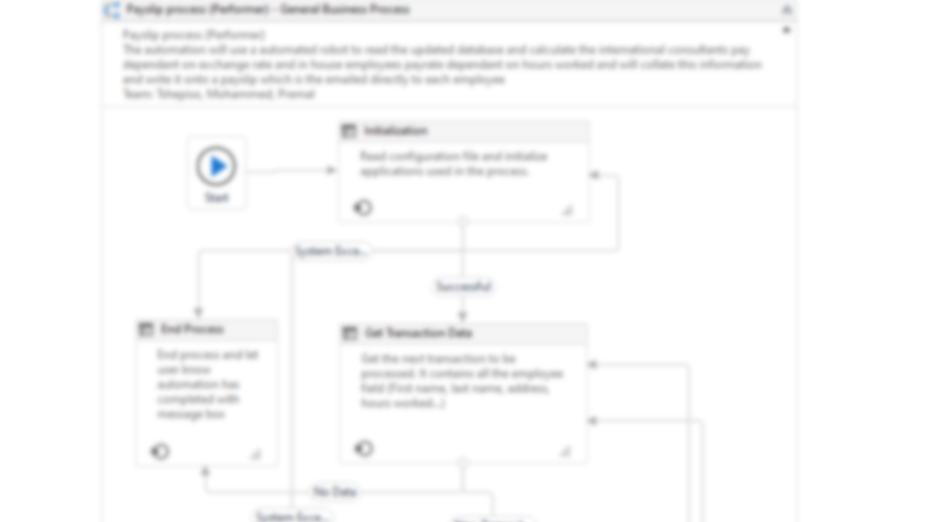 Payslip process (Performer) - General Business Process
Payslip process (Performer)
The automation will use a automated robot to read the updated database and calculate the international consultants pay
dependent on exchange rate and in house employees payrate dependent on hours worked and will collate this information
and write it onto a payslip which is the emailed directly to each employee
Team: Mohammed,
Initialization
Read configuration file and initialize
applications used in the process.
Start
System Exce...
Successful
End Process
End process and let
user know
automation has
completed with
message box
Get Transaction Data
Get the next transaction to be
processed. It contains all the employee
field (First name, last name, address,
hours worked...)
No Data
System Exce...